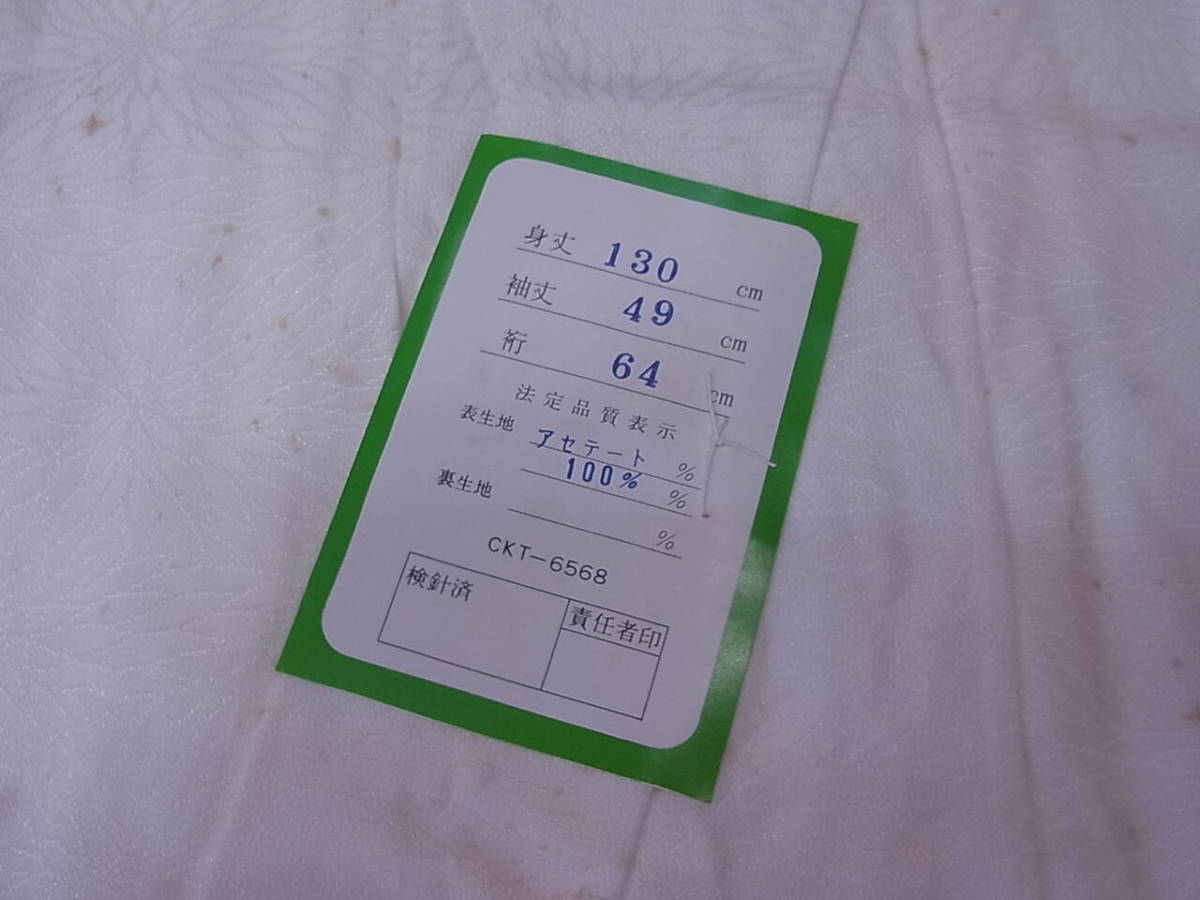 身丈 130 cm
袖丈 49 cm
裄 64 cm
法定品質表示
表生地 アセテート %
100% %
裏生地
%
CKT-6568
検針済 責任者印